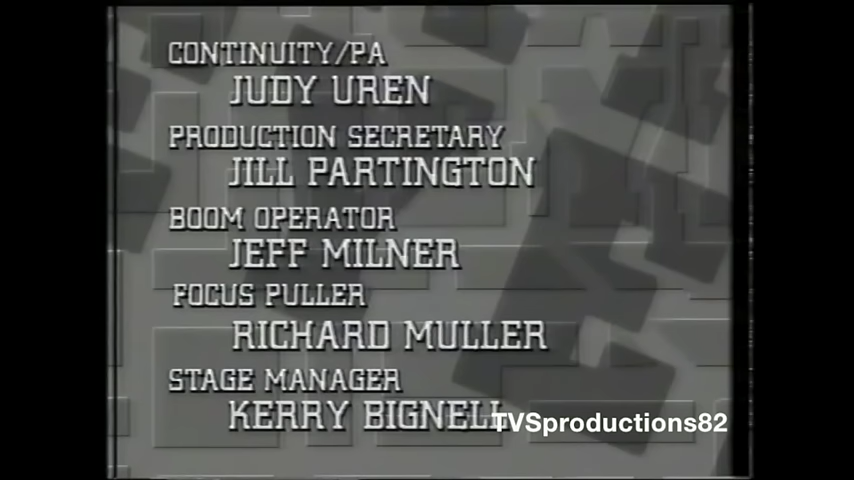 CONTINUITY/PA
JUDY UREN
PRODUCTION SECRETARY
JILL PARTINGTON
BOOM OPERATOR
JEFF MILNER
FOCUS PULLER
RICHARD MULLER
STAGE MANAGER
KERRY BIGNELL
TVSproductions82